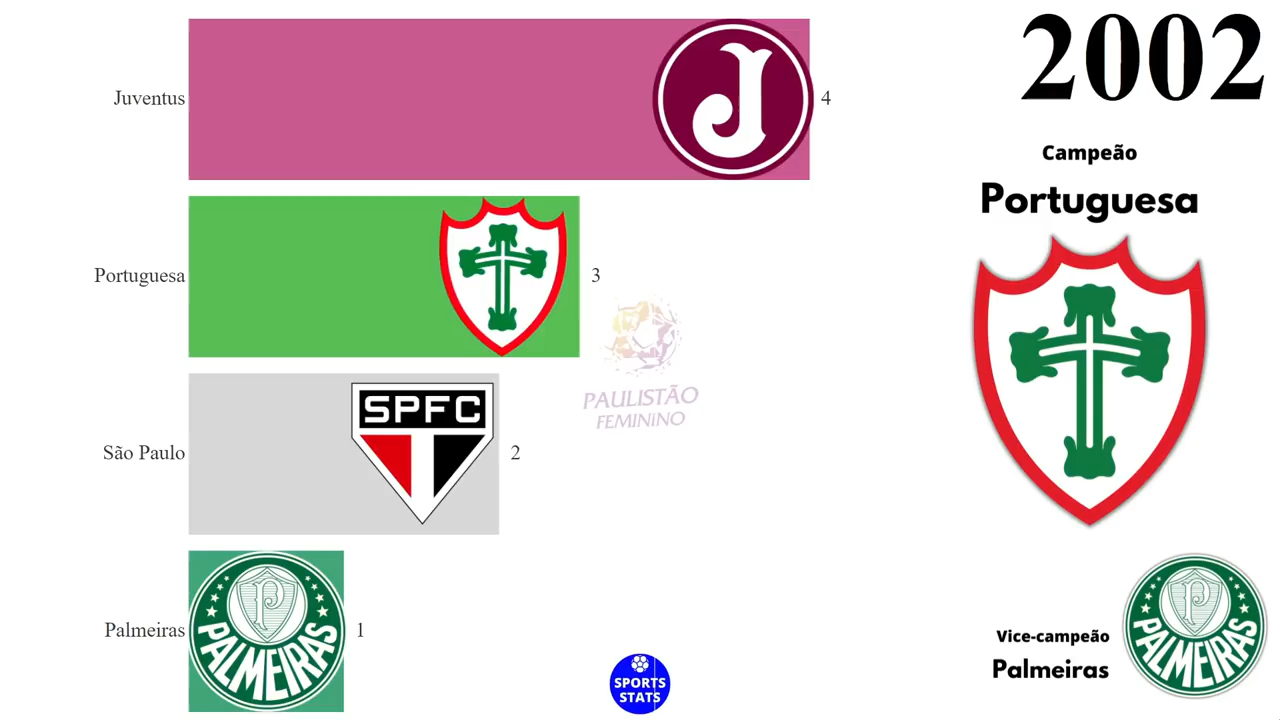 2002
Campeão
Portuguesa
Juventus
J
4
Portuguesa
3
São Paulo
SPFC
2
Palmeiras
P
PALMEIRAS
1
PAULISTÃO
FEMININO
SPORTS
STATS
Vice-campeão
Palmeiras
P
PALMEIRAS